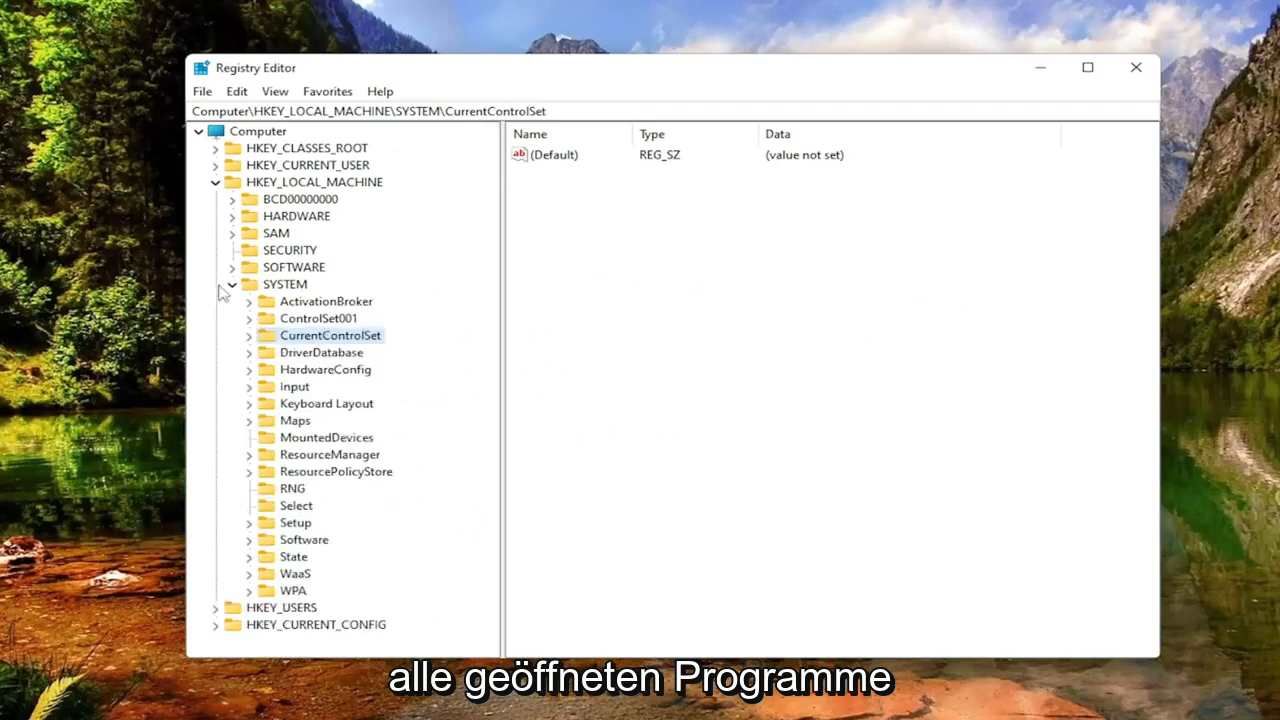 Registry Editor
File Edit View Favorites Help
Computer\HKEY_LOCAL_MACHINE\SYSTEM\CurrentControlSet
Computer
HKEY_CLASSES_ROOT
HKEY_CURRENT_USER
HKEY_LOCAL_MACHINE
BCD00000000
HARDWARE
SAM
SECURITY
SOFTWARE
SYSTEM
ActivationBroker
ControlSet001
CurrentControlSet
DriverDatabase
HardwareConfig
Input
Keyboard Layout
Maps
MountedDevices
ResourceManager
ResourcePolicyStore
RNG
Select
Setup
Software
State
WaaS
WPA
HKEY_USERS
HKEY_CURRENT_CONFIG
Name Type Data
ab (Default) REG_SZ (value not set)
alle geöffneten Programme